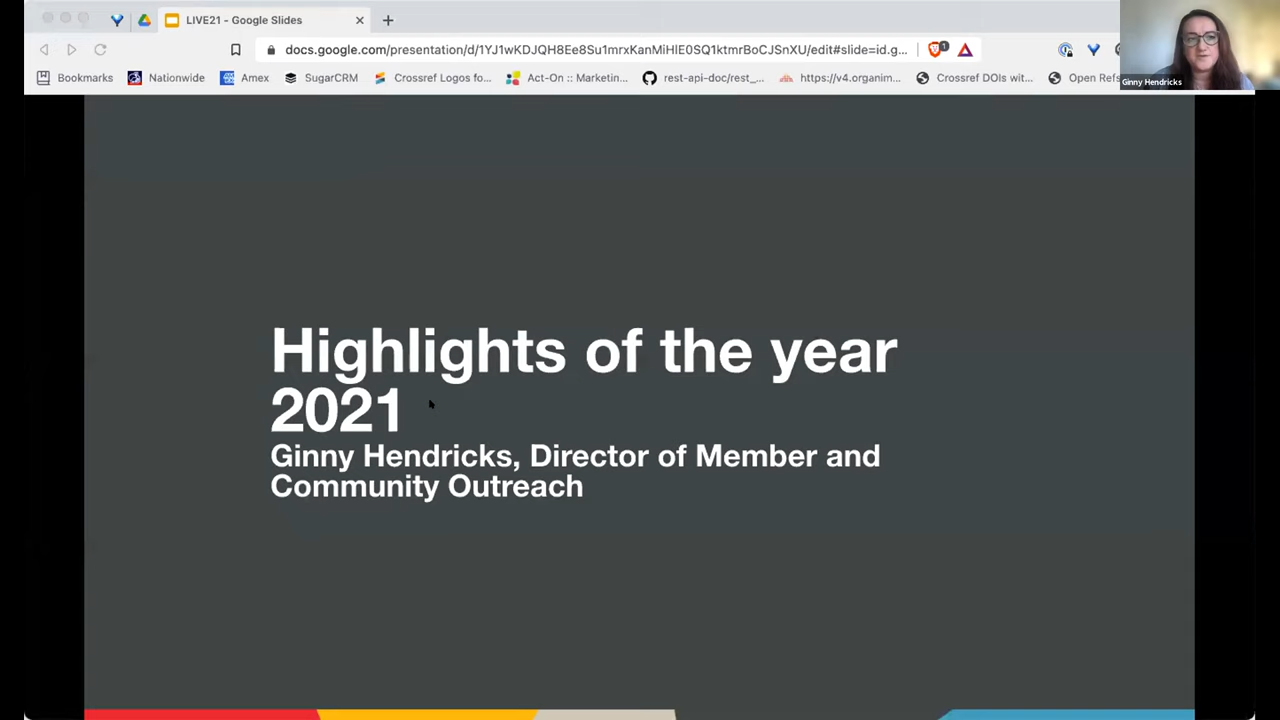 LIVE21 - Google Slides
docs.google.com/presentation/d/1YJ1wKDJQH8Ee8Su1mrxKanMiHIE0SQ1ktmrBoCJSnXU/edit#slide=id.g...
1
Bookmarks
Nationwide
Amex
SugarCRM
Crossref Logos fo...
Act-On :: Marketin...
rest-api-doc/rest_...
https://v4.organim...
Crossref DOIs wit...
Open Refs
Ginny Hendricks
Highlights of the year
2021
Ginny Hendricks, Director of Member and
Community Outreach